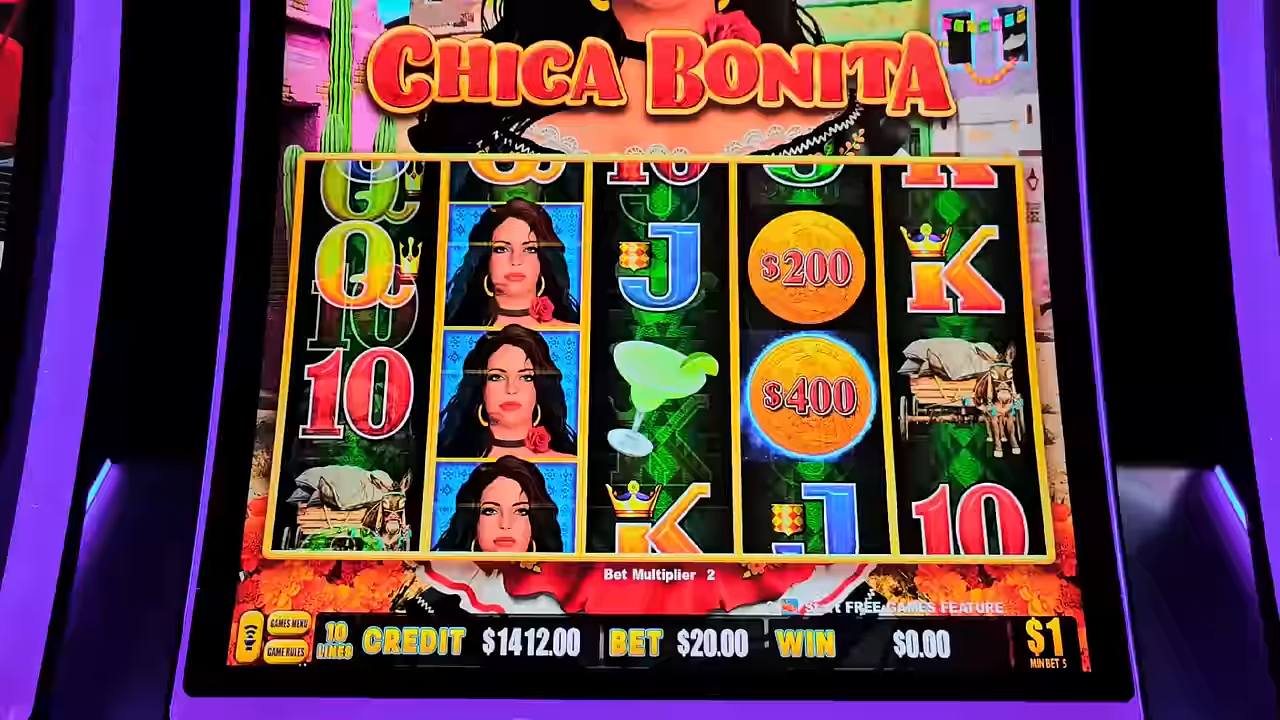 CHICA BONITA
Q
Q J $200 K
10 $400
K J 10
Bet Multiplier 2
FREE GAMES FEATURE
GAMES MENU
GAME RULES
10 LINES CREDIT $1412.00 BET $20.00 WIN $0.00 $1
MIN BET 5